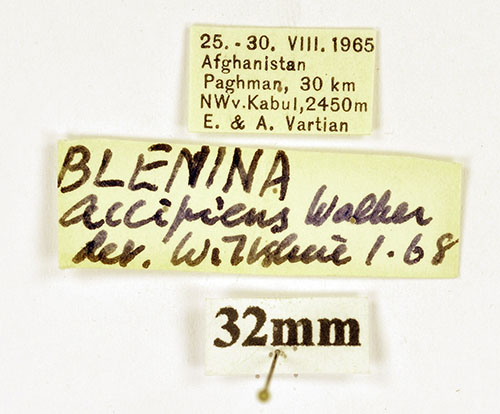 25. - 30. VIII. 1965
Afghanistan
Paghman, 30 km
NWv.Kabul, 2450m
E. & A. Vartian
BLENINA
accipiens Walker
det. Wiltshire 1.68
32mm